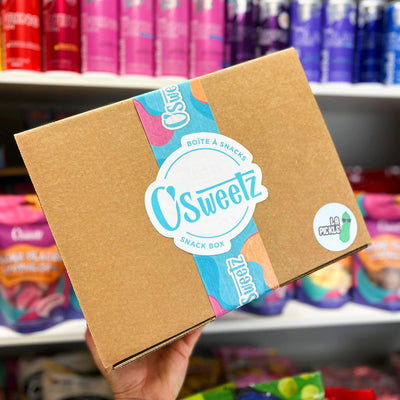 O'Sweetz
BOÎTE À SNACKS
O'Sweetz
SNACK BOX
LA
PICKLE
O'Sweetz